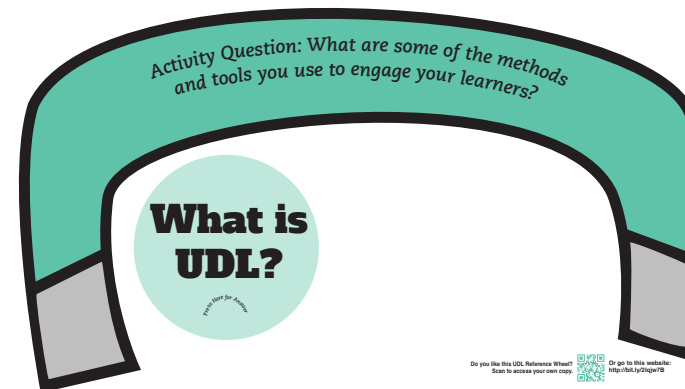 Activity Question: What are some of the methods
and tools you use to engage your learners?
What is
UDL?
Press Here for Answer
Do you like this UDL Reference Wheel?
Scan to access your own copy.
Or go to this website:
http://bit.ly/2Iqjw7B